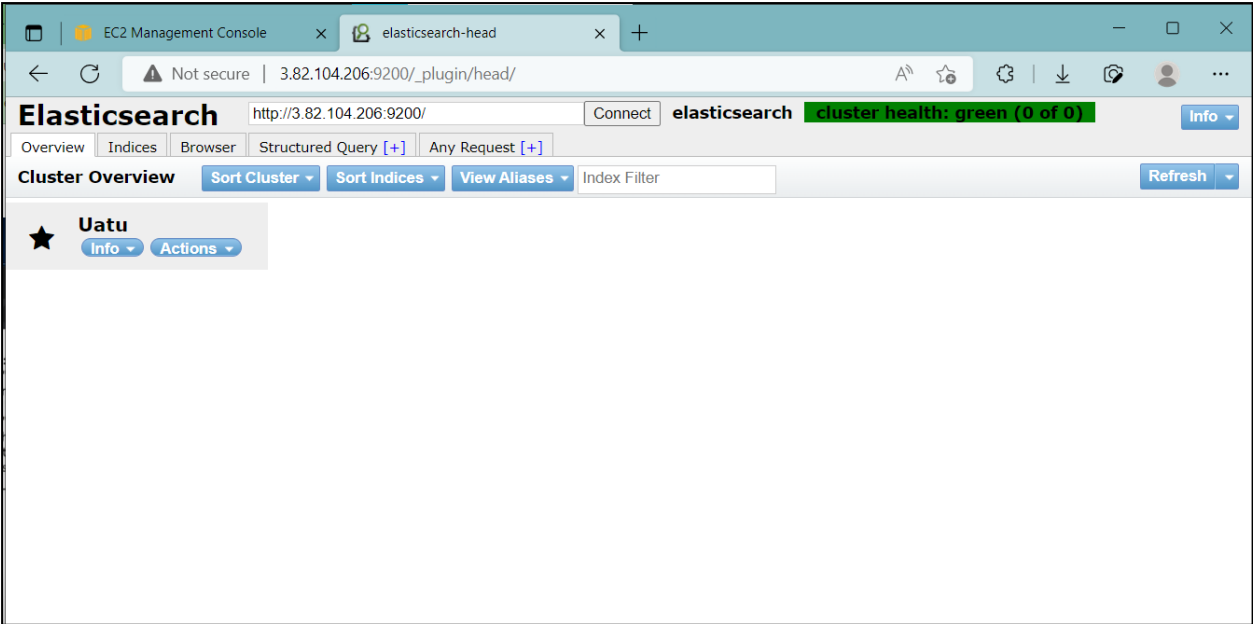 EC2 Management Console elasticsearch-head
Not secure 3.82.104.206:9200/_plugin/head/
Elasticsearch http://3.82.104.206:9200/ Connect elasticsearch cluster health: green (0 of 0) Info
Overview Indices Browser Structured Query [+] Any Request [+]
Cluster Overview Sort Cluster Sort Indices View Aliases Index Filter Refresh
Uatu
Info Actions